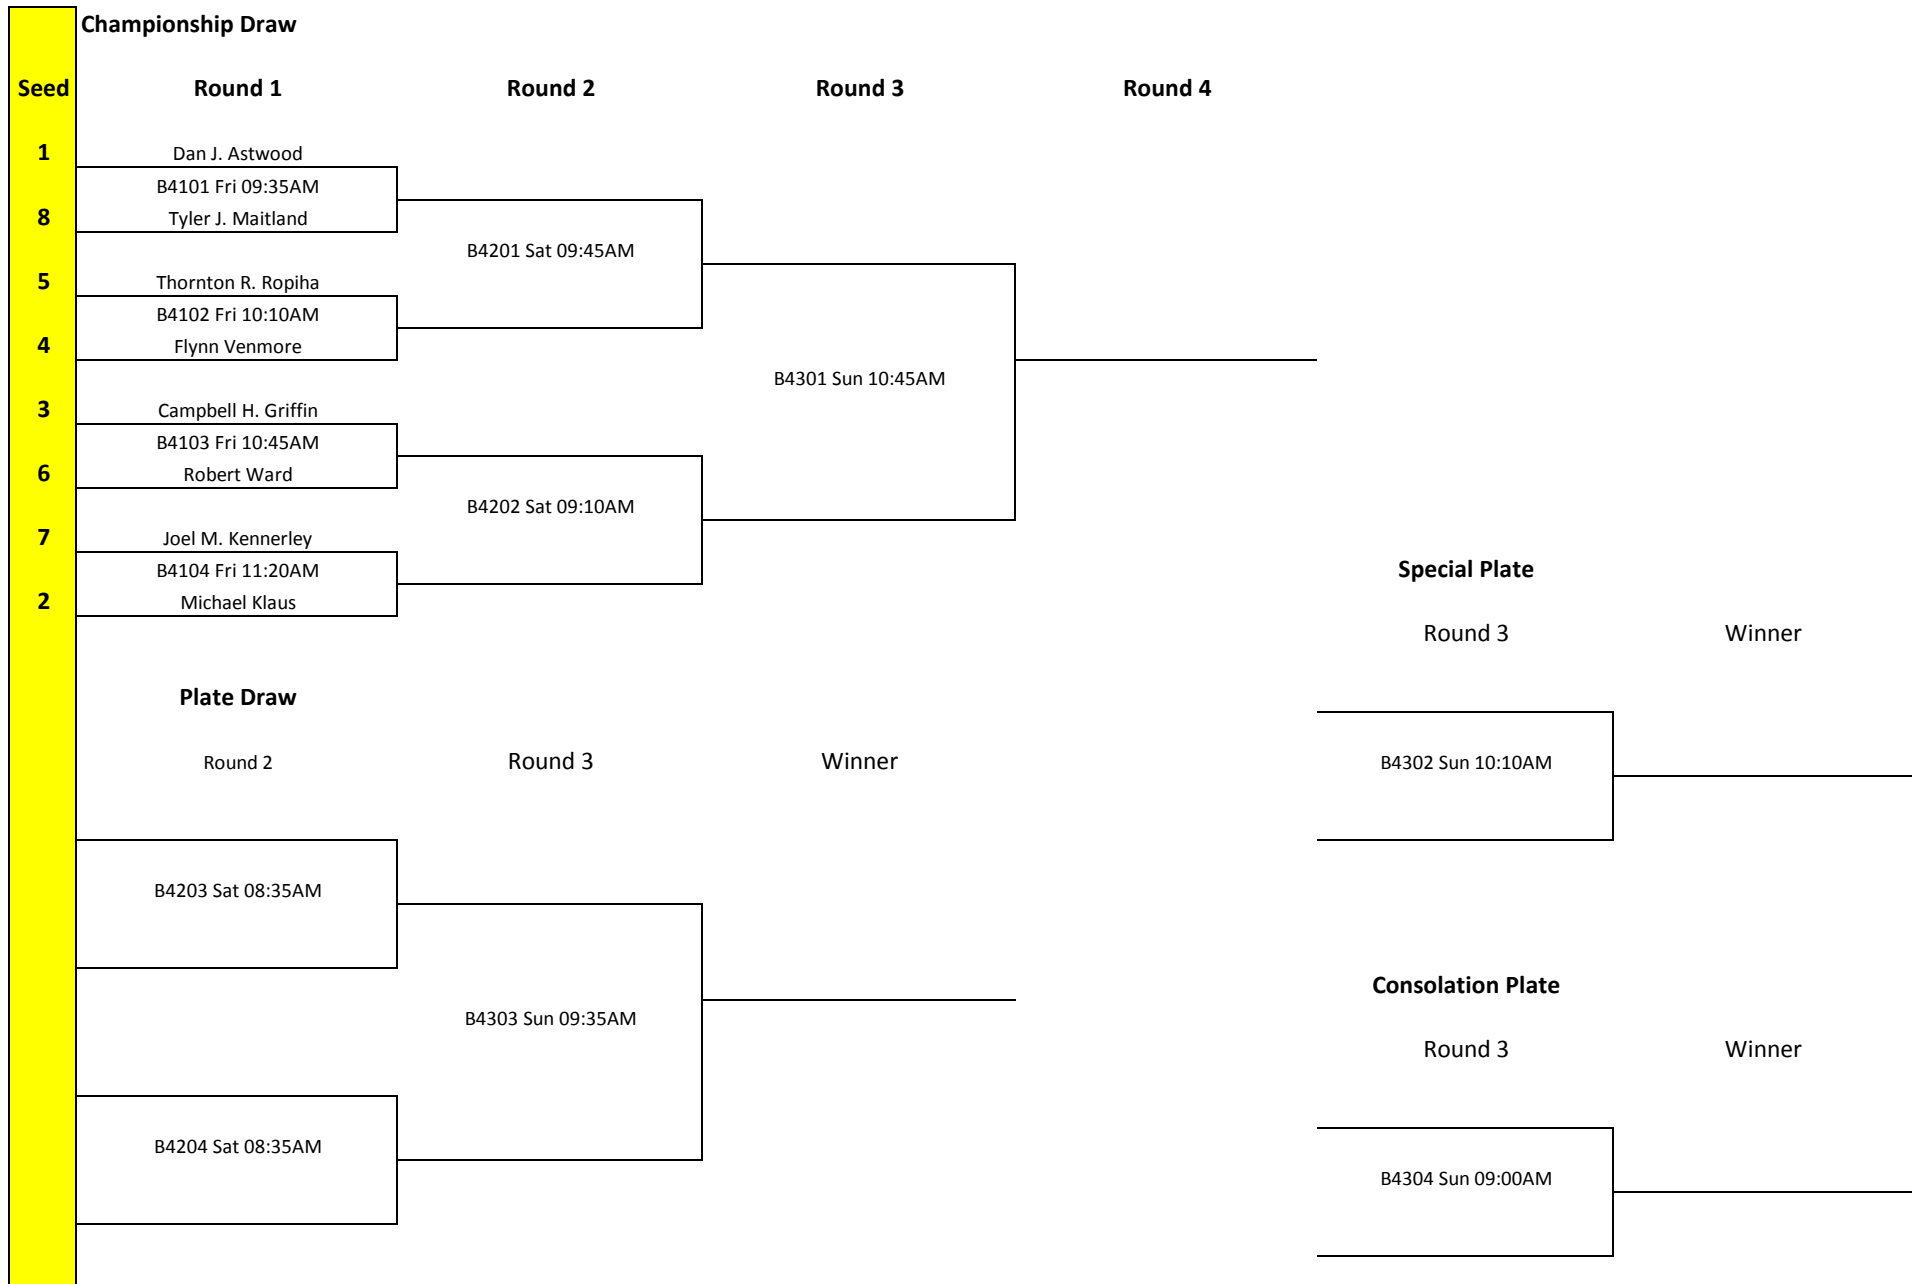 Championship Draw
Seed Round 1 Round 2 Round 3 Round 4
1 Dan J. Astwood
B4101 Fri 09:35AM
8 Tyler J. Maitland
B4201 Sat 09:45AM
5 Thornton R. Ropiha
B4102 Fri 10:10AM
4 Flynn Venmore
B4301 Sun 10:45AM
3 Campbell H. Griffin
B4103 Fri 10:45AM
6 Robert Ward
B4202 Sat 09:10AM
7 Joel M. Kennerley
B4104 Fri 11:20AM
2 Michael Klaus
Special Plate
Round 3 Winner
B4302 Sun 10:10AM
Plate Draw
Round 2 Round 3 Winner
B4203 Sat 08:35AM
B4303 Sun 09:35AM
B4204 Sat 08:35AM
Consolation Plate
Round 3 Winner
B4304 Sun 09:00AM